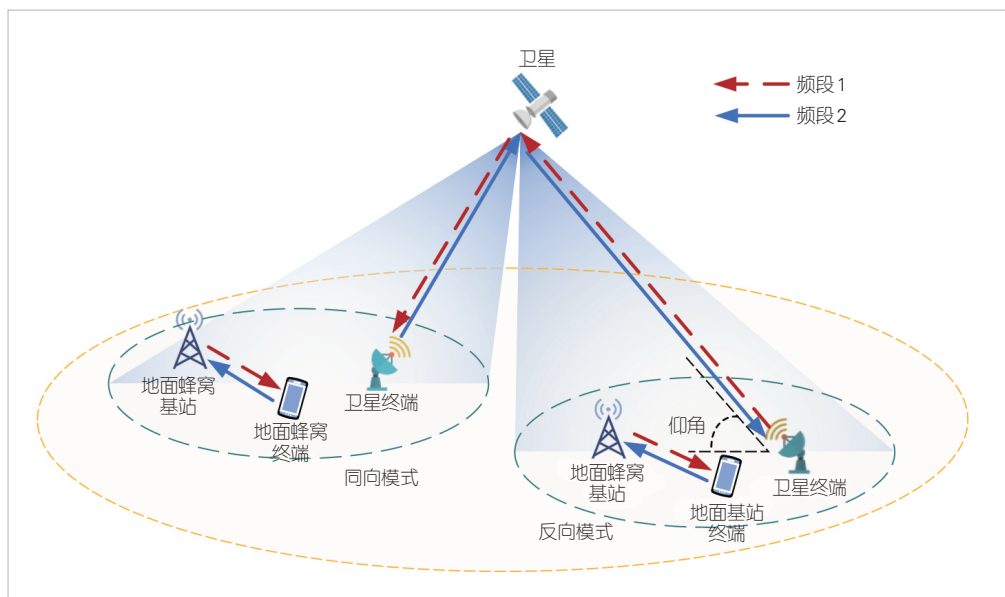 卫星
频段1
频段2
地面蜂窝
基站
地面蜂窝
终端
卫星终端
同向模式
仰角
地面蜂窝
基站
地面基站
终端
卫星终端
反向模式